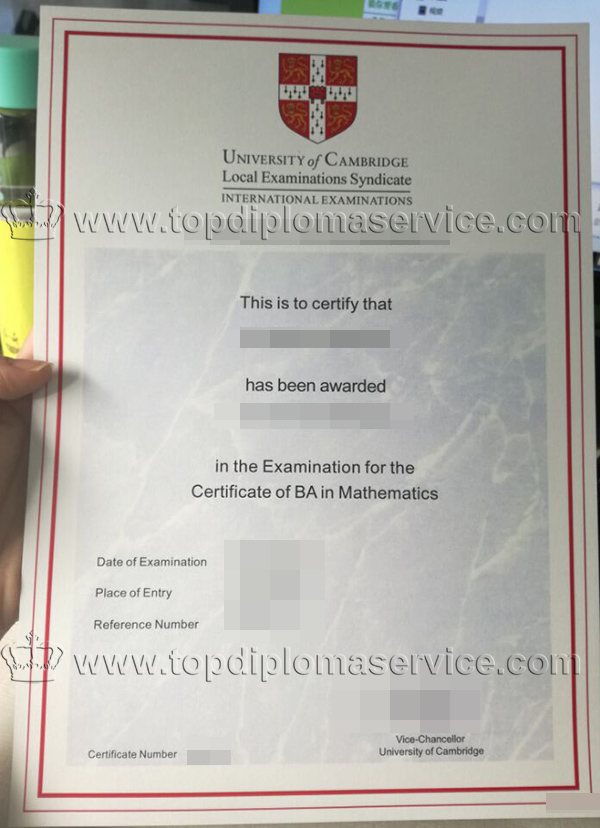 UNIVERSITY of CAMBRIDGE
Local Examinations Syndicate
INTERNATIONAL EXAMINATIONS
www.topdiplomaservice.com
This is to certify that
has been awarded
in the Examination for the
Certificate of BA in Mathematics
Date of Examination
Place of Entry
Reference Number
www.topdiplomaservice.com
Vice-Chancellor
University of Cambridge
Certificate Number